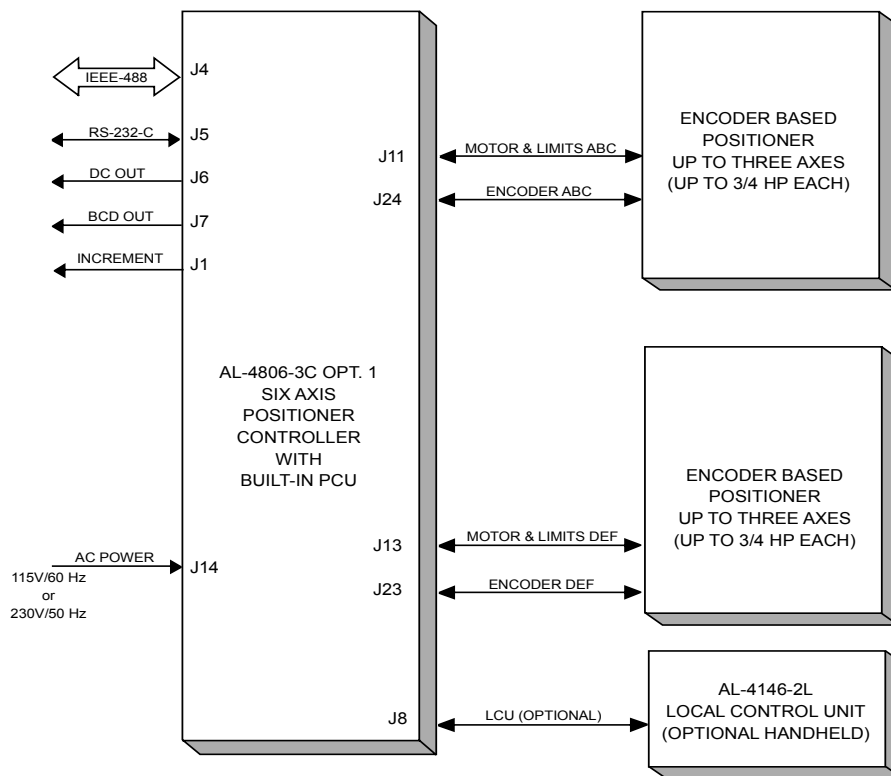 IEEE-488
J4
RS-232-C
J5
DC OUT
J6
BCD OUT
J7
INCREMENT
J1
AC POWER
J14
115V/60 Hz
or
230V/50 Hz
AL-4806-3C OPT. 1
SIX AXIS
POSITIONER
CONTROLLER
WITH
BUILT-IN PCU
J11
MOTOR & LIMITS ABC
J24
ENCODER ABC
ENCODER BASED
POSITIONER
UP TO THREE AXES
(UP TO 3/4 HP EACH)
J13
MOTOR & LIMITS DEF
J23
ENCODER DEF
ENCODER BASED
POSITIONER
UP TO THREE AXES
(UP TO 3/4 HP EACH)
J8
LCU (OPTIONAL)
AL-4146-2L
LOCAL CONTROL UNIT
(OPTIONAL HANDHELD)